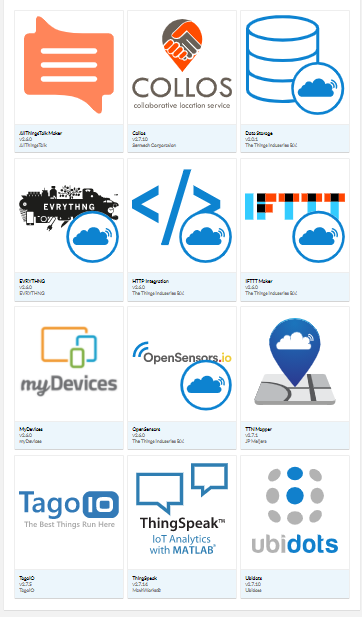 COLLOS
collaborative location service
AllThingsTalk Maker
v2.6.0
AllThingsTalk
Collos
v2.7.10
Semtech Corporation
Data Storage
v2.0.1
The Things Industries B.V.
EVRYTHNG
IFTTT
EVRYTHNG
v2.6.0
EVRYTHNG
HTTP Integration
v2.6.0
The Things Industries B.V.
IFTTT Maker
v2.6.0
The Things Industries B.V.
myDevices
OpenSensors.io
MyDevices
v2.6.0
myDevices
OpenSensors
v2.6.0
The Things Industries B.V.
TTN Mapper
v2.7.1
JP Meijers
TagoIO
The Best Things Run Here
ThingSpeak™
IoT Analytics
with MATLAB®
ubidots
TagoIO
v2.7.5
TagoIO
ThingSpeak
v2.7.14
MathWorks®
Ubidots
v2.7.10
Ubidots